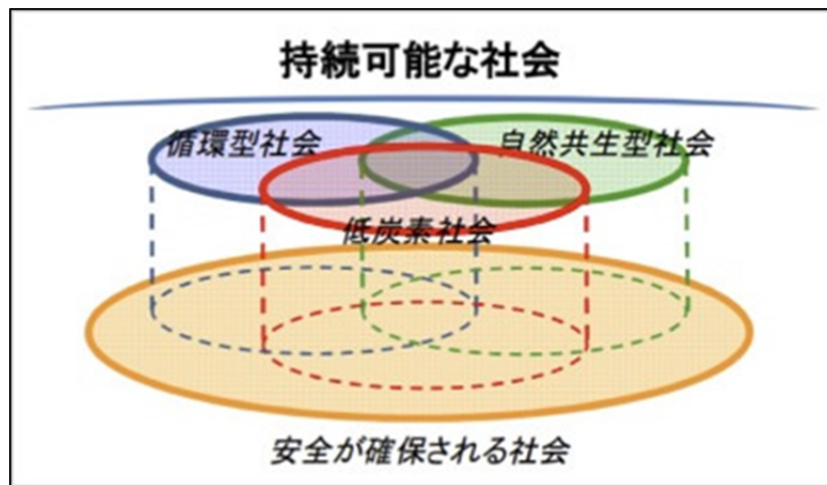 持続可能な社会
循環型社会
自然共生型社会
低炭素社会
安全が確保される社会